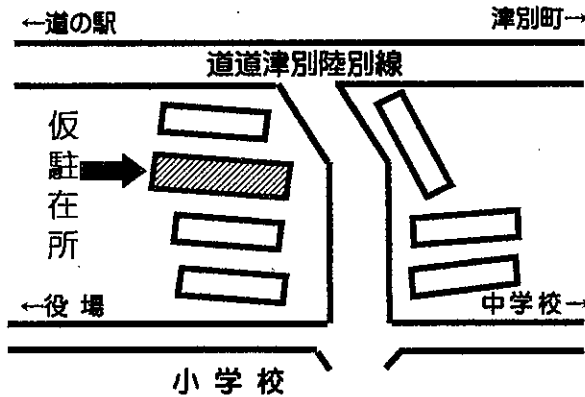 ←道の駅
津別町→
道道津別陸別線
仮駐在所
←役場
中学校→
小学校